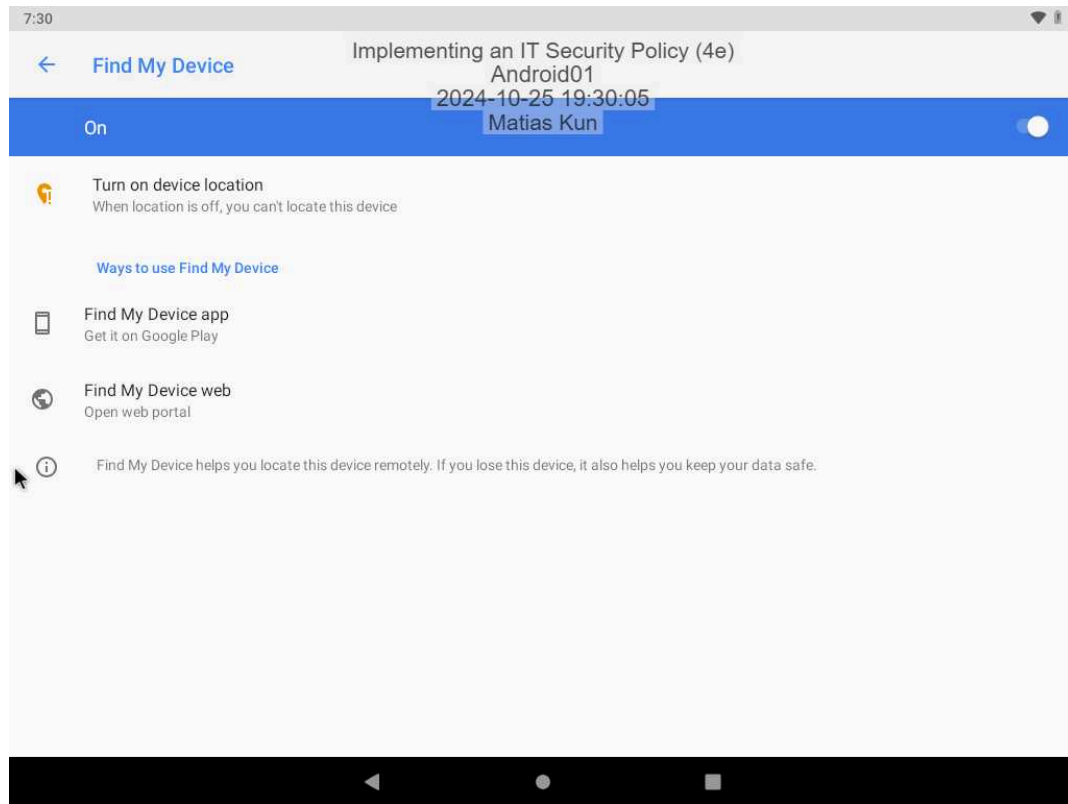 7:30
Find My Device
Implementing an IT Security Policy (4e)
Android01
2024-10-25 19:30:05
Matias Kun
On
Turn on device location
When location is off, you can't locate this device
Ways to use Find My Device
Find My Device app
Get it on Google Play
Find My Device web
Open web portal
Find My Device helps you locate this device remotely. If you lose this device, it also helps you keep your data safe.